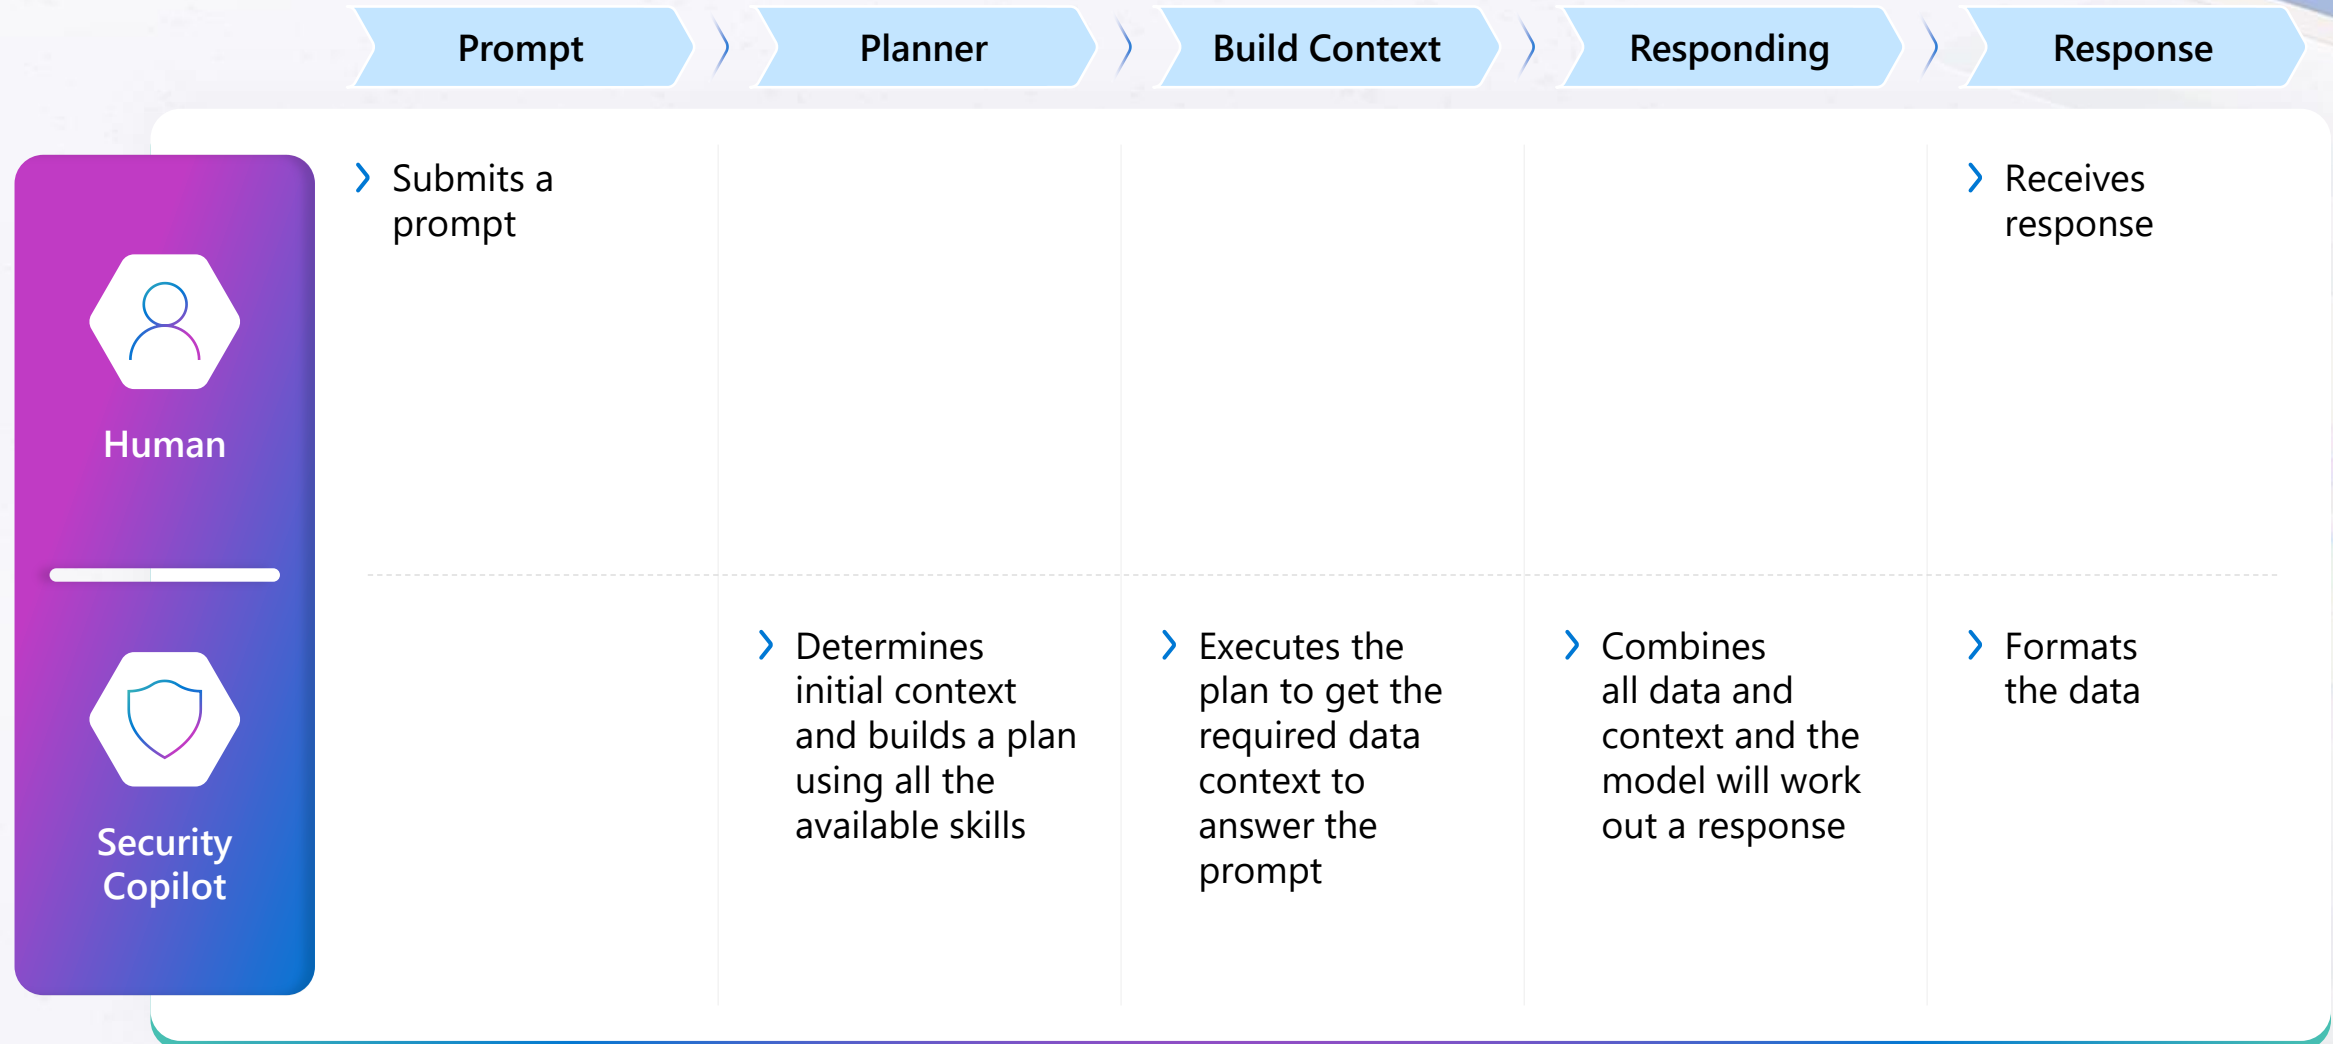 Prompt
Planner
Build Context
Responding
Response
Human
Submits a
prompt
Receives
response
Security
Copilot
Determines
initial context
and builds a plan
using all the
available skills
Executes the
plan to get the
required data
context to
answer the
prompt
Combines
all data and
context and the
model will work
out a response
Formats
the data